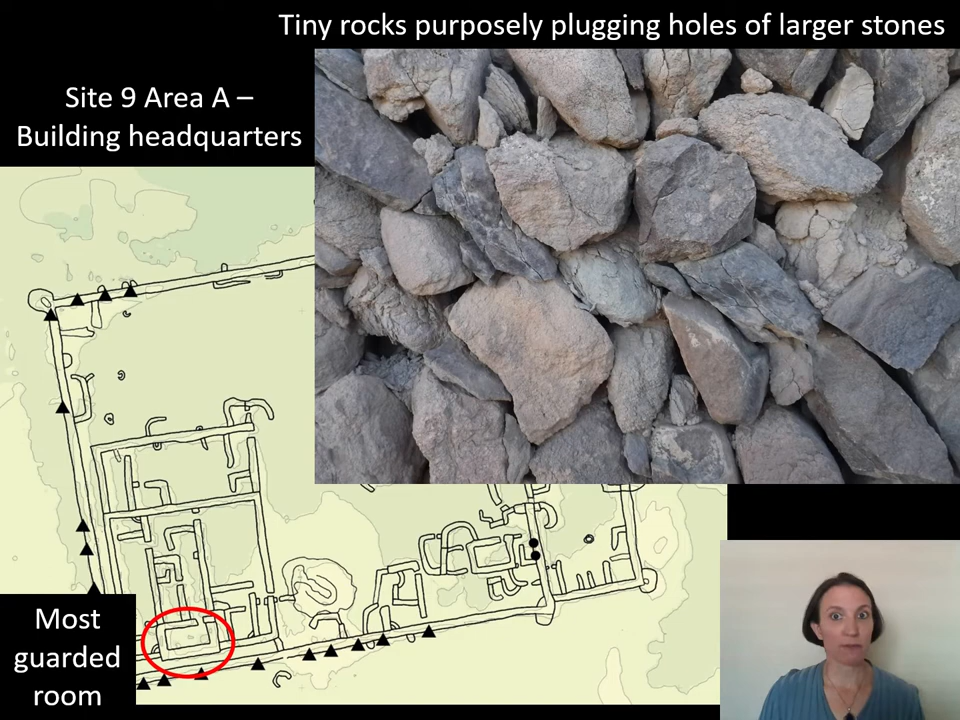 Tiny rocks purposely plugging holes of larger stones
Site 9 Area A –
Building headquarters
Most
guarded
room